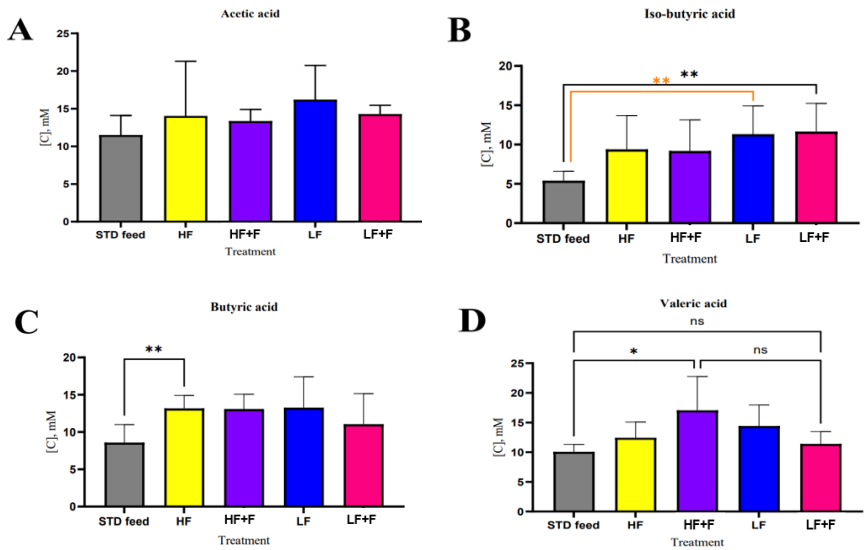 A
Acetic acid
[C], mM
25
20
15
10
5
0
STD feed HF HF+F LF LF+F
Treatment
B
Iso-butyric acid
[C], mM
20
15
10
5
0
** **
STD feed HF HF+F LF LF+F
Treatment
C
Butyric acid
[C], mM
20
15
10
5
0
**
STD feed HF HF+F LF LF+F
Treatment
D
Valeric acid
ns
* ns
[C], mM
30
25
20
15
10
5
0
STD feed HF HF+F LF LF+F
Treatment